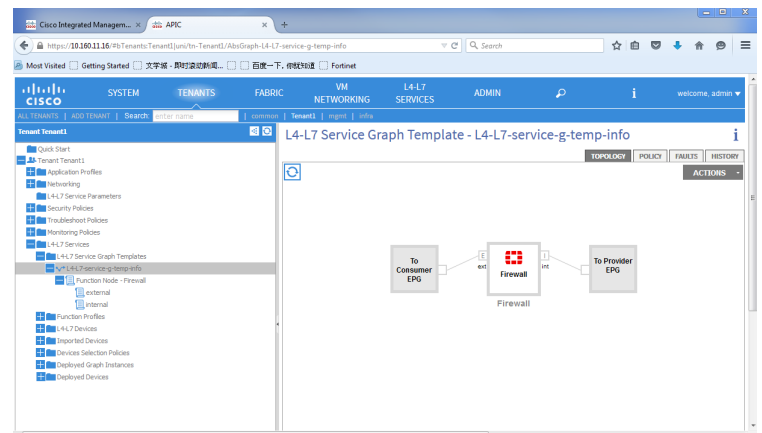 Cisco Integrated Managem... ×
APIC ×
https://10.160.11.16/#bTenants:Tenant1|uni/tn-Tenant1/AbsGraph-L4-L7-service-g-temp-info
Search
Most Visited
Getting Started
文学城 - 即时滚动新闻...
百度一下，你就知道
Fortinet
CISCO
SYSTEM
TENANTS
FABRIC
VM
NETWORKING
L4-L7
SERVICES
ADMIN
i
welcome, admin
ALL TENANTS | ADD TENANT | Search: enter name | common | Tenant1 | mgmt | infra
Tenant Tenant1
Quick Start
Tenant Tenant1
Application Profiles
Networking
L4-L7 Service Parameters
Security Policies
Troubleshoot Policies
Monitoring Policies
L4-L7 Services
L4-L7 Service Graph Templates
L4-L7-service-g-temp-info
Function Node - Firewall
external
internal
Function Profiles
L4-L7 Devices
Imported Devices
Devices Selection Policies
Deployed Graph Instances
Deployed Devices
L4-L7 Service Graph Template - L4-L7-service-g-temp-info
i
TOPOLOGY POLICY FAULTS HISTORY
ACTIONS
To
Consumer
EPG
E
ext
Firewall
I
int
To Provider
EPG
Firewall